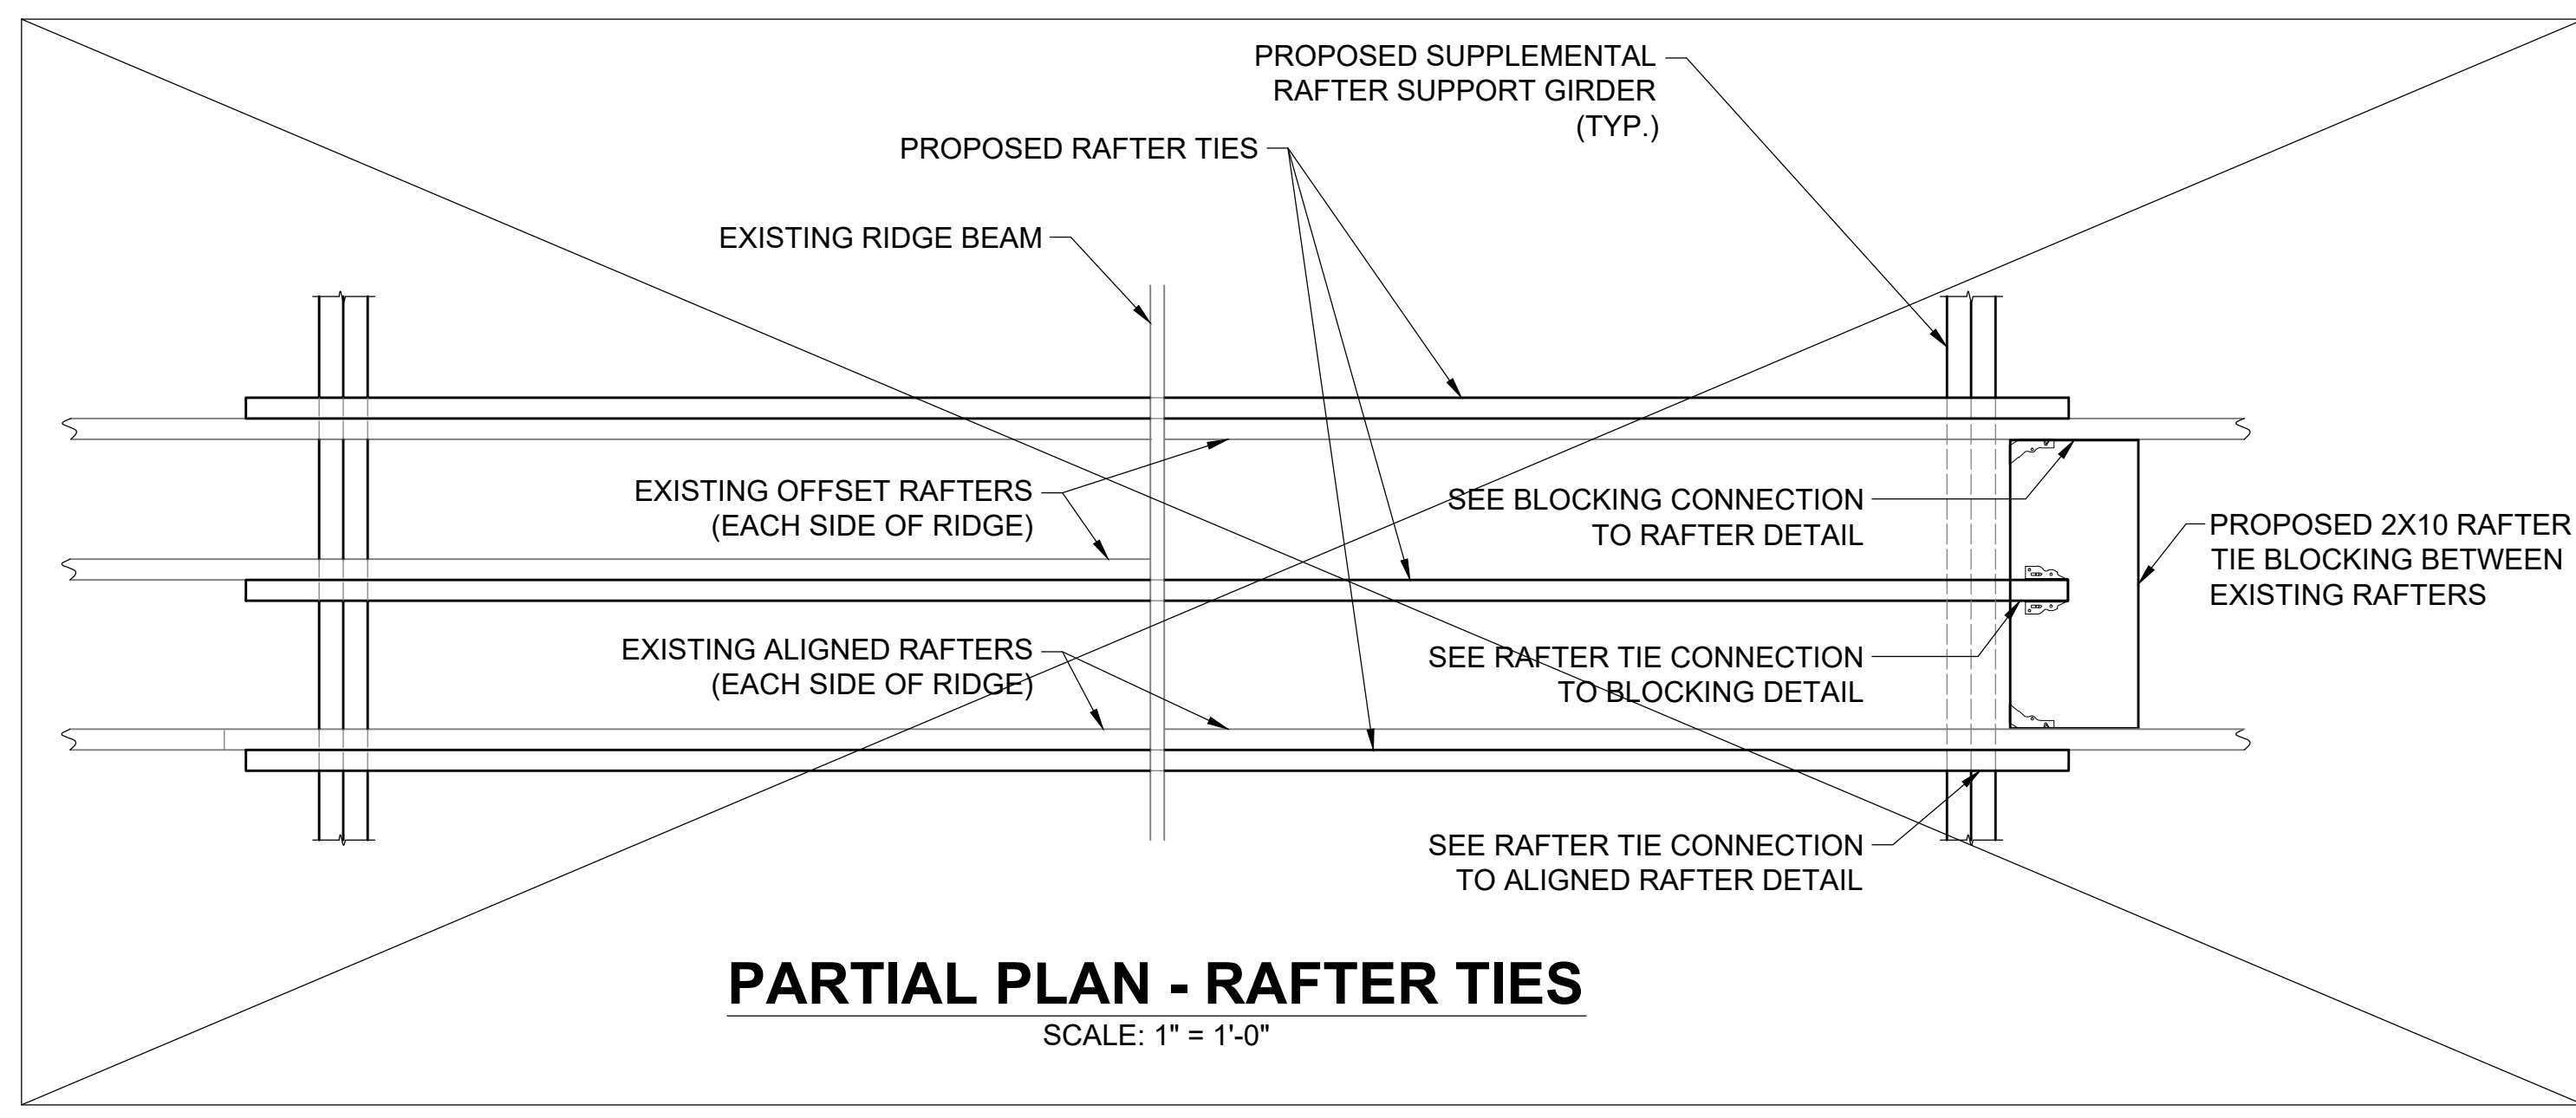 PROPOSED SUPPLEMENTAL
RAFTER SUPPORT GIRDER
(TYP.)
PROPOSED RAFTER TIES
EXISTING RIDGE BEAM
EXISTING OFFSET RAFTERS
(EACH SIDE OF RIDGE)
SEE BLOCKING CONNECTION
TO RAFTER DETAIL
PROPOSED 2X10 RAFTER
TIE BLOCKING BETWEEN
EXISTING RAFTERS
EXISTING ALIGNED RAFTERS
(EACH SIDE OF RIDGE)
SEE RAFTER TIE CONNECTION
TO BLOCKING DETAIL
SEE RAFTER TIE CONNECTION
TO ALIGNED RAFTER DETAIL
PARTIAL PLAN - RAFTER TIES
SCALE: 1" = 1'-0"